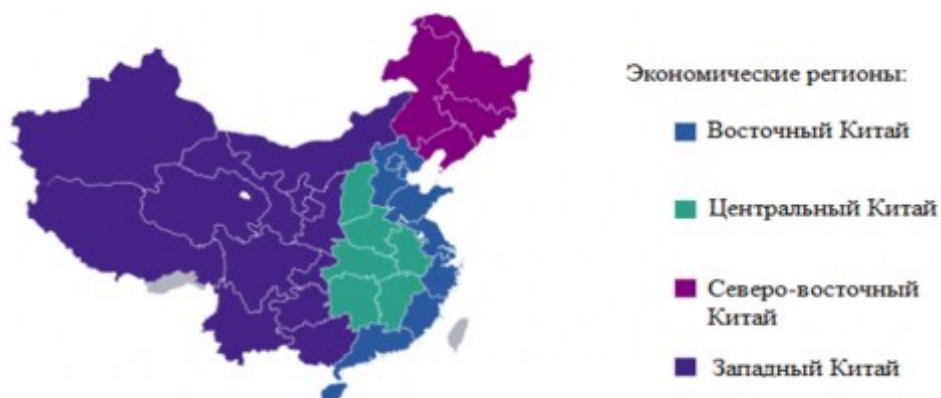 Экономические регионы:
Восточный Китай
Центральный Китай
Северо-восточный
Китай
Западный Китай